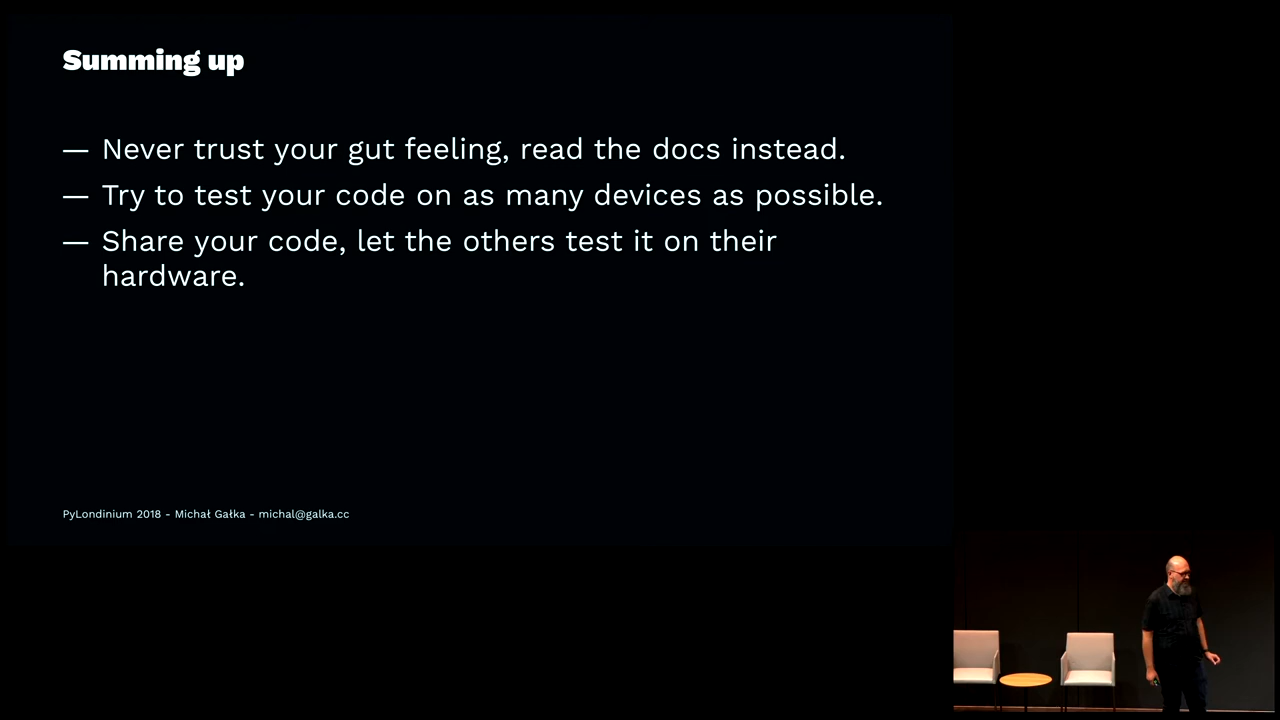 Summing up
— Never trust your gut feeling, read the docs instead.
— Try to test your code on as many devices as possible.
— Share your code, let the others test it on their
hardware.
PyLondinium 2018 - Michał Gałka - michal@galka.cc